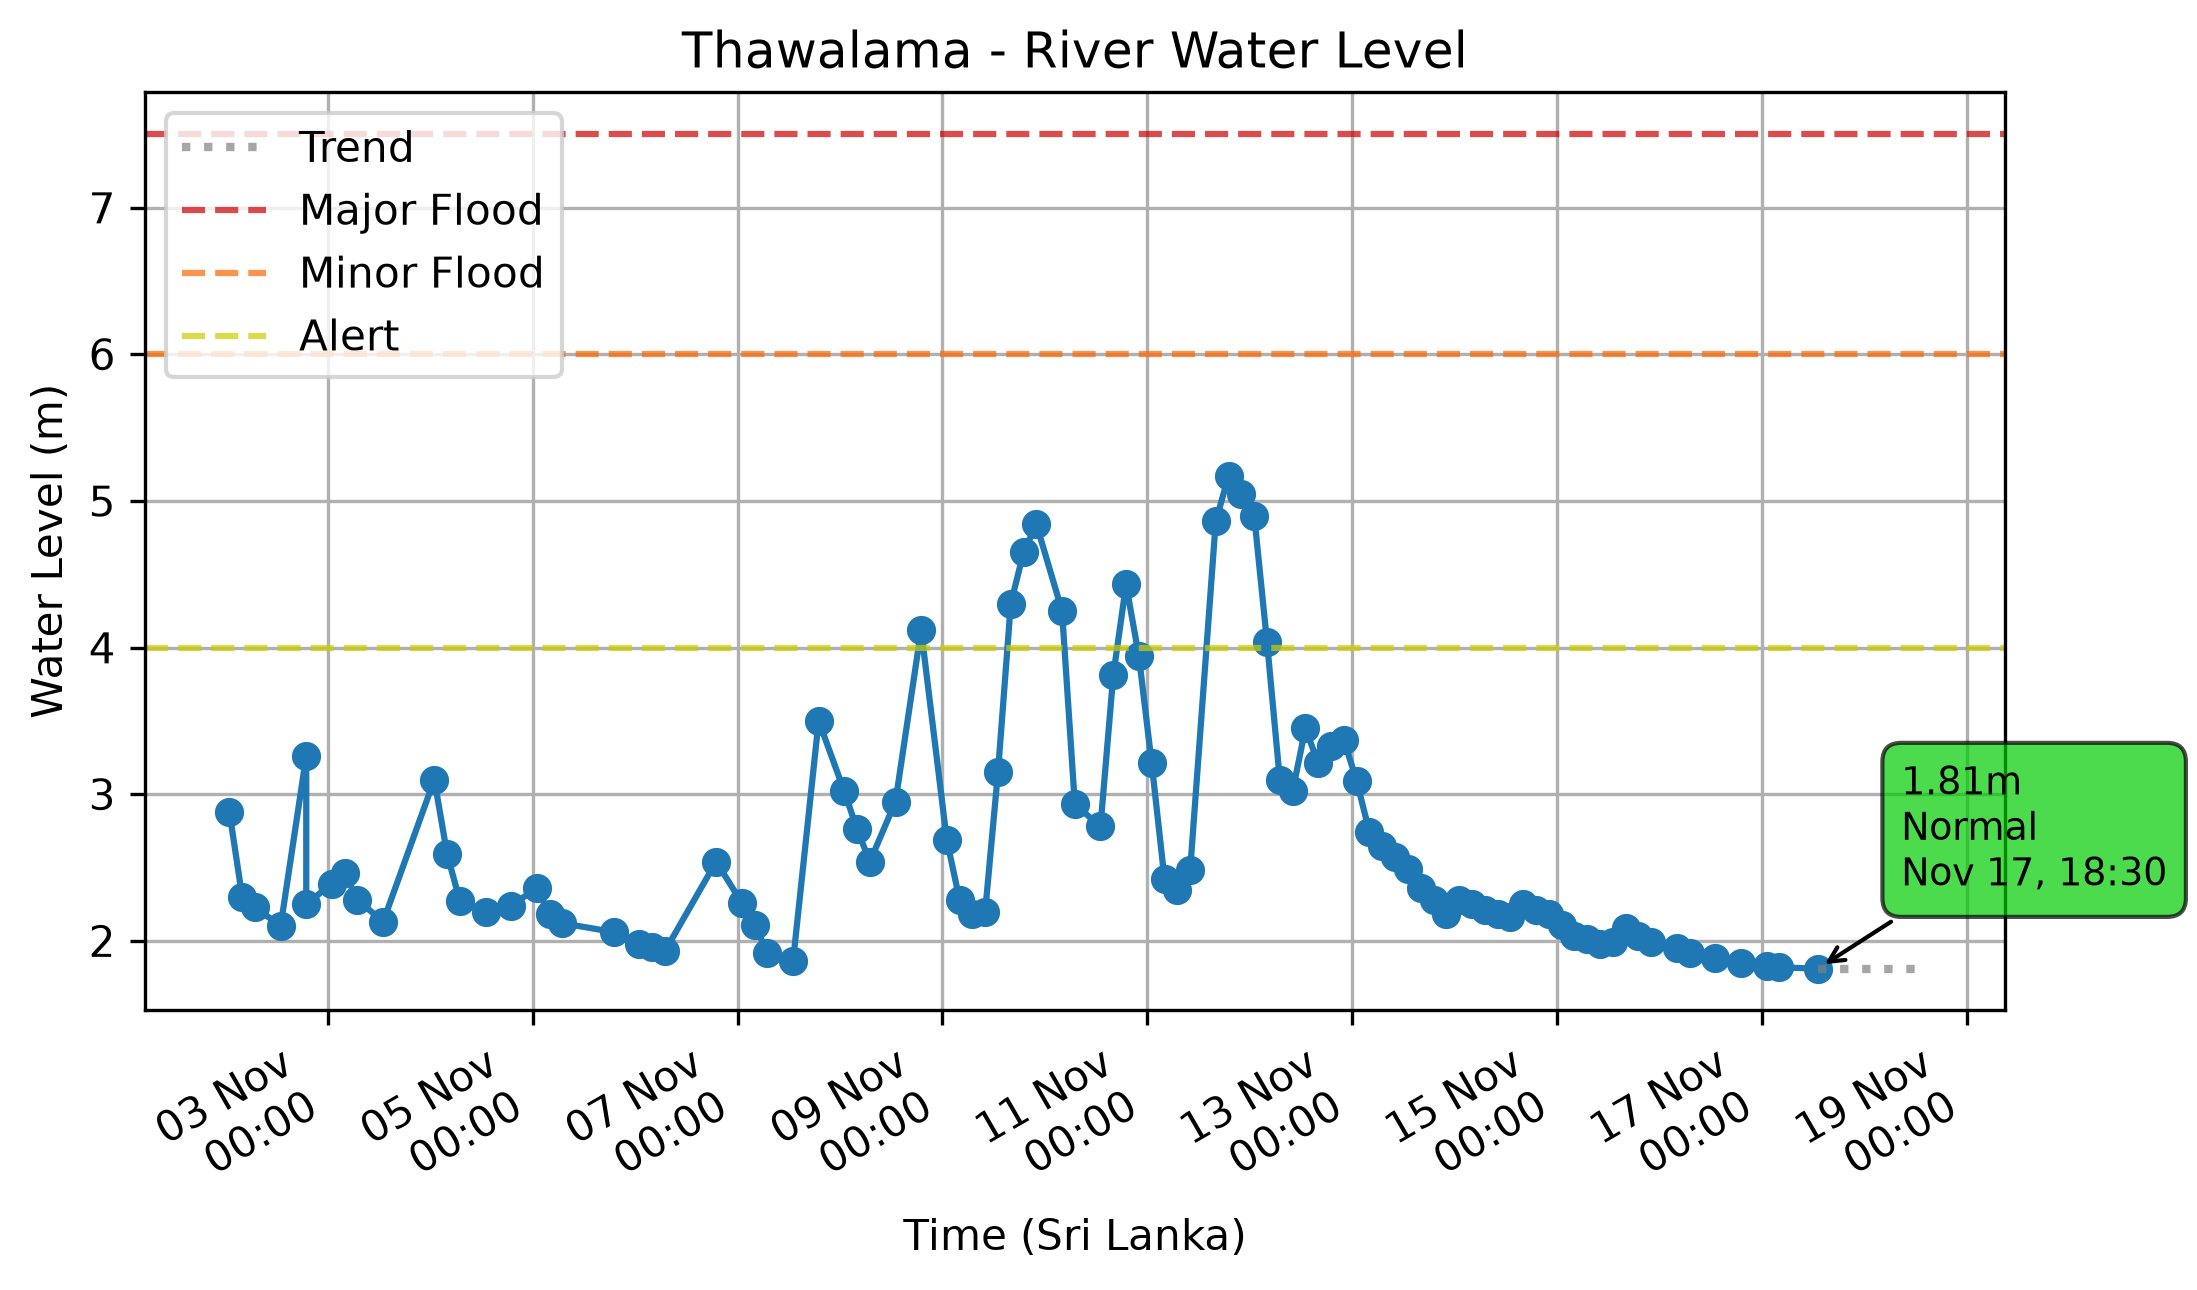 Thawalama - River Water Level
Trend
Major Flood
Minor Flood
Alert
7
6
5
4
3
2
Water Level (m)
1.81m
Normal
Nov 17, 18:30
03 Nov
00:00
05 Nov
00:00
07 Nov
00:00
09 Nov
00:00
11 Nov
00:00
13 Nov
00:00
15 Nov
00:00
17 Nov
00:00
19 Nov
00:00
Time (Sri Lanka)